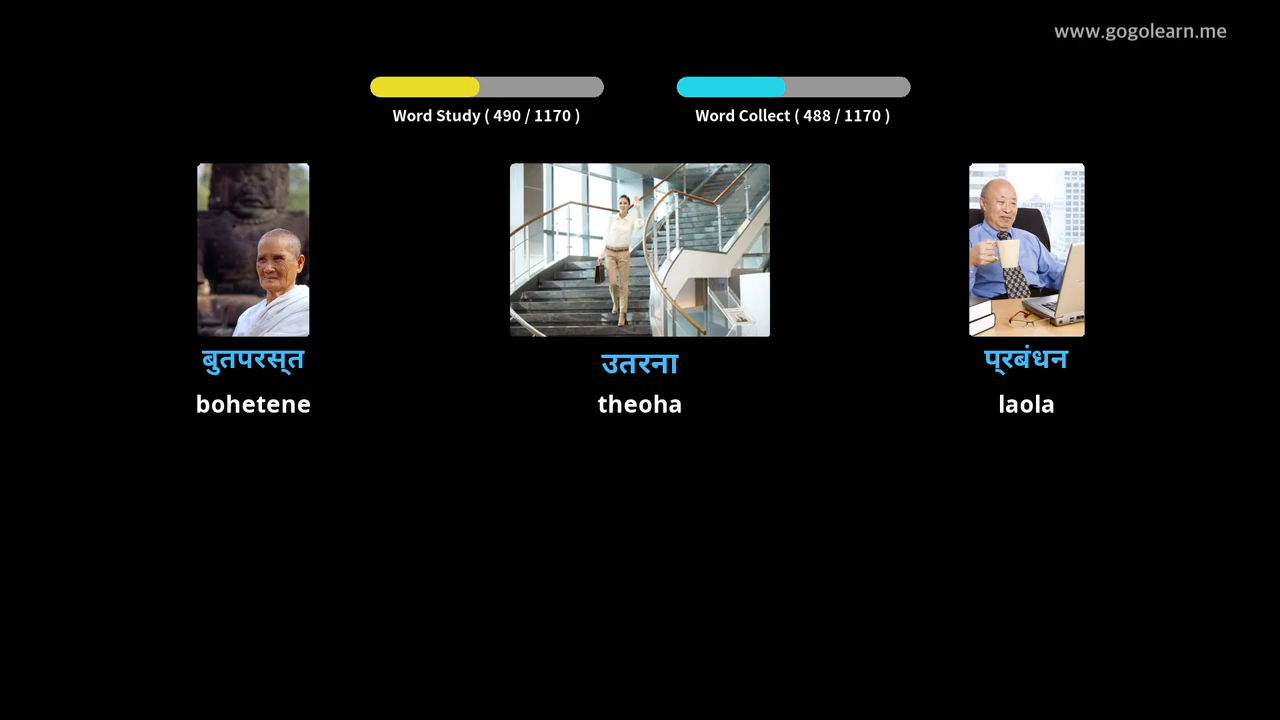 www.gogolearn.me
Word Study ( 490 / 1170 )
Word Collect ( 488 / 1170 )
बुतपरस्त
उतरना
प्रबंधन
bohetene
theoha
laola